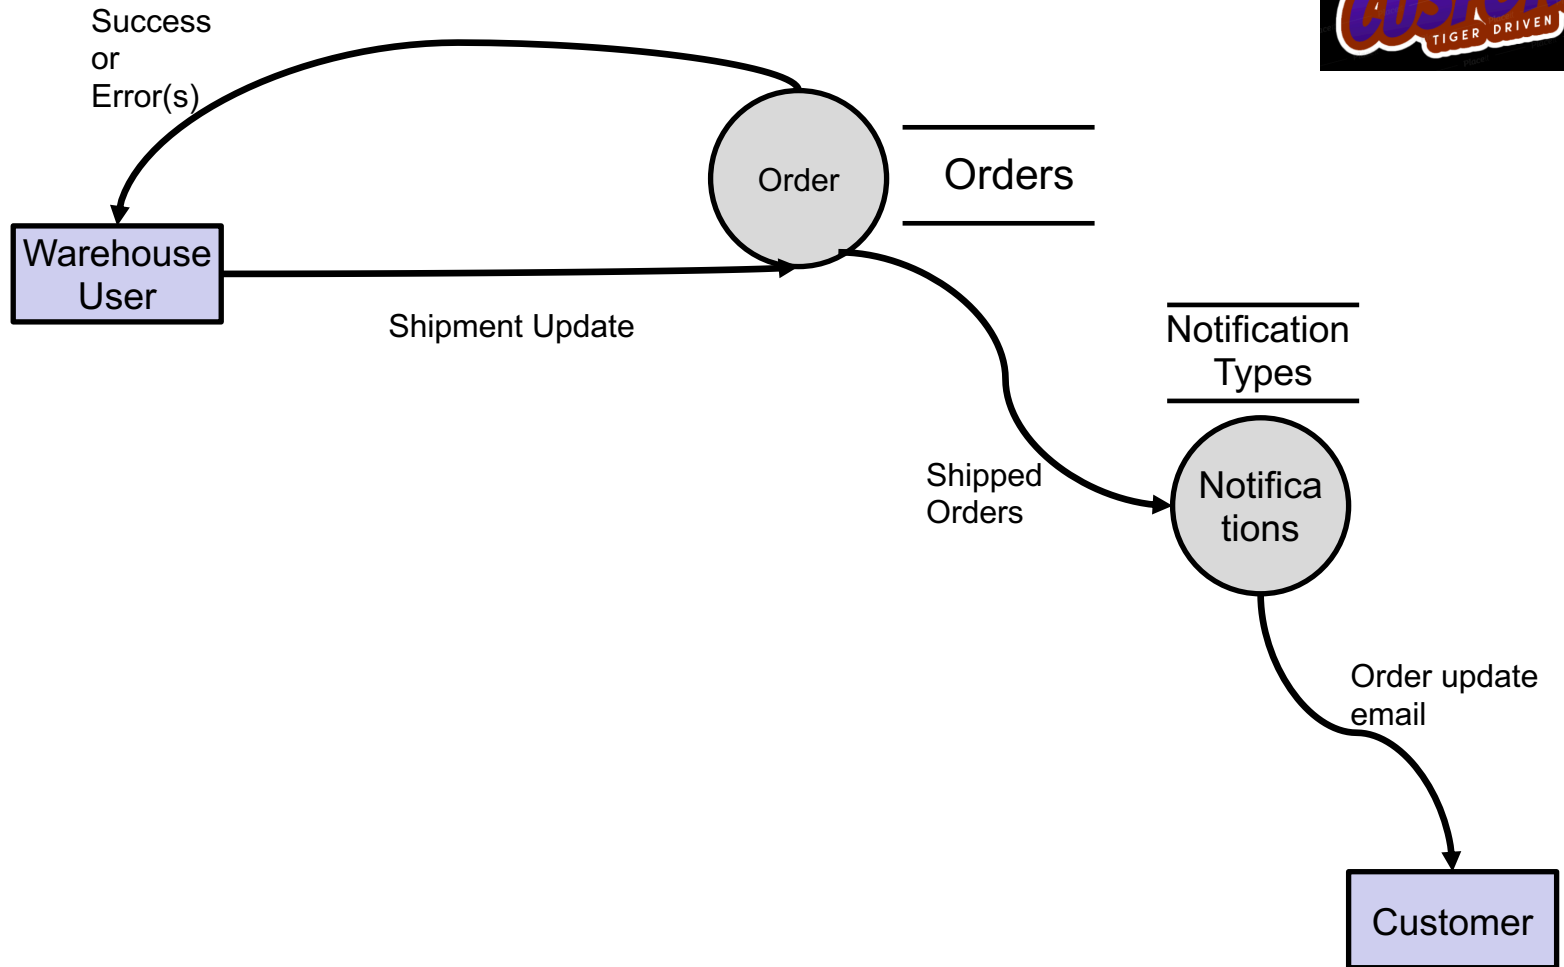 Success
or
Error(s)
TIGER DRIVEN
Order
Orders
Warehouse
User
Shipment Update
Notification
Types
Shipped
Orders
Notifica
tions
Order update
email
Customer